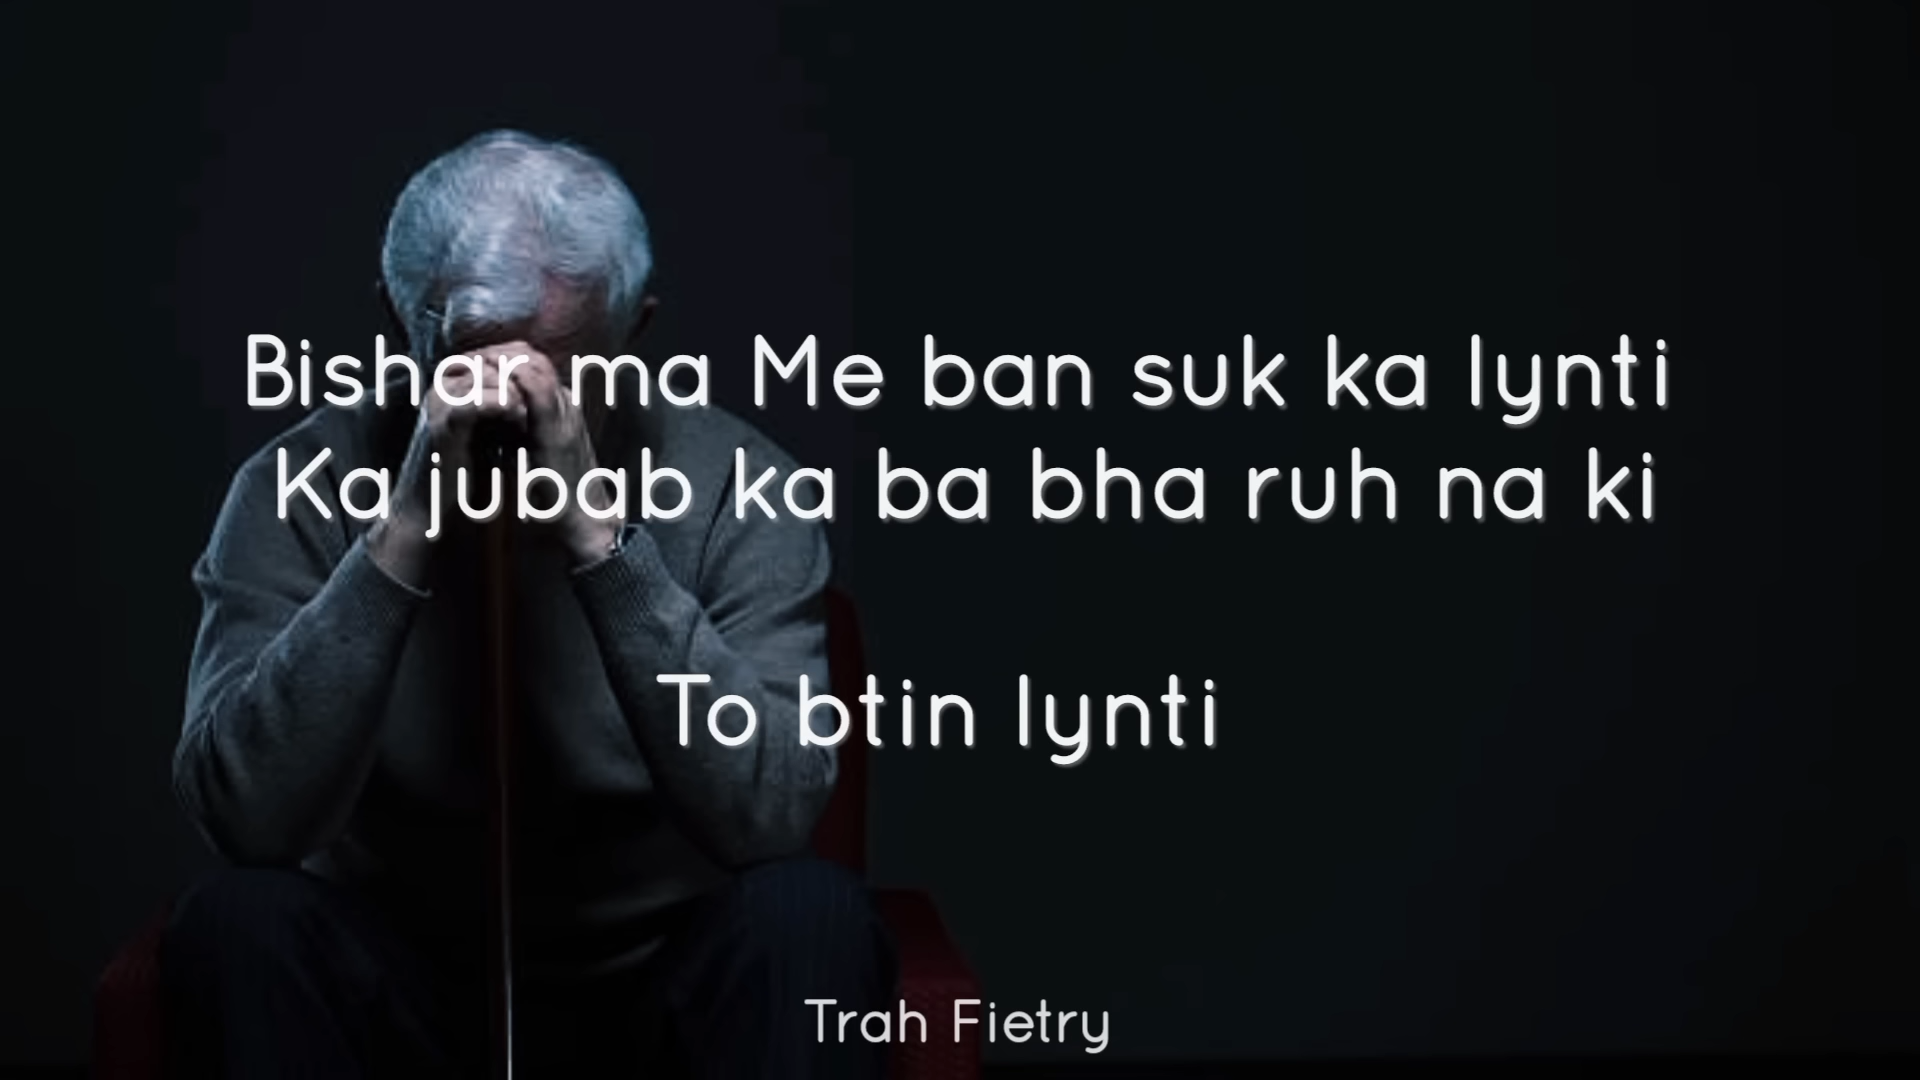 Bishar ma Me ban suk ka lynti
Ka jubab ka ba bha ruh na ki
To btin lynti
Trah Fietry